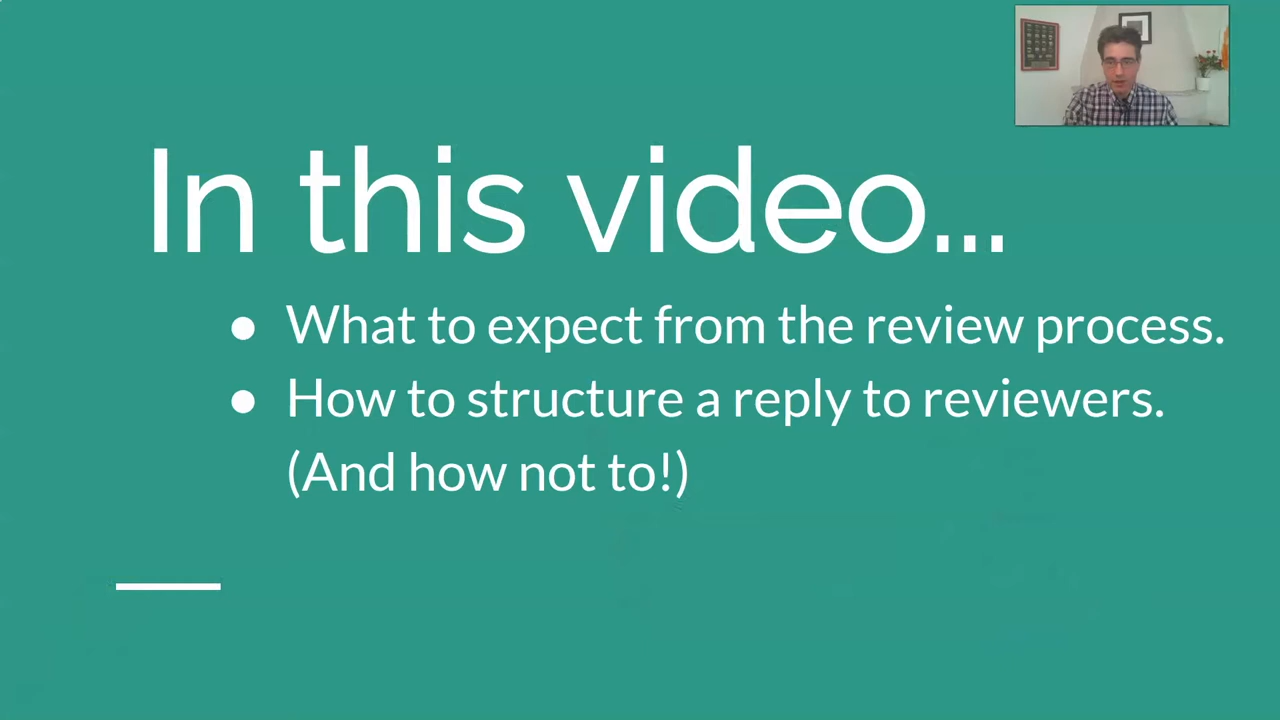 In this video...
● What to expect from the review process.
● How to structure a reply to reviewers.
(And how not to!)